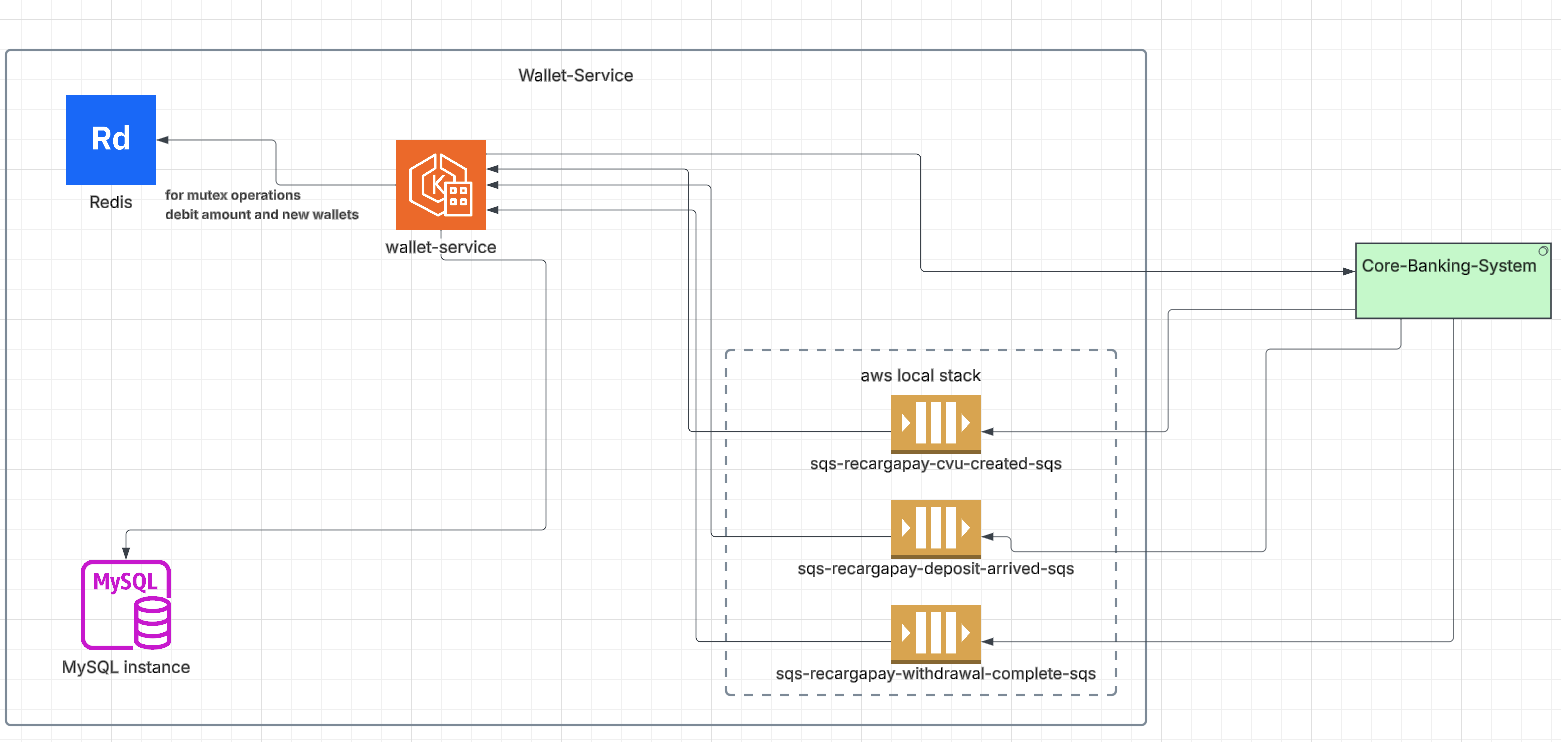 Wallet-Service
Rd
Redis
for mutex operations
debit amount and new wallets
K
wallet-service
Core-Banking-System
aws local stack
sqs-recargapay-cvu-created-sqs
sqs-recargapay-deposit-arrived-sqs
sqs-recargapay-withdrawal-complete-sqs
MySQL
MySQL instance